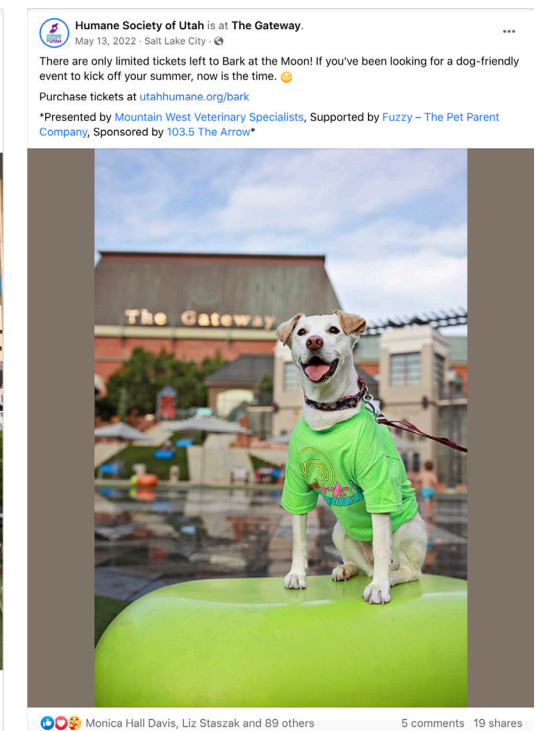 Humane Society of Utah is at The Gateway.
May 13, 2022 · Salt Lake City ·
There are only limited tickets left to Bark at the Moon! If you've been looking for a dog-friendly
event to kick off your summer, now is the time.
Purchase tickets at utahhumane.org/bark
*Presented by Mountain West Veterinary Specialists, Supported by Fuzzy – The Pet Parent
Company, Sponsored by 103.5 The Arrow*
The Gateway
Monica Hall Davis, Liz Staszak and 89 others
5 comments 19 shares